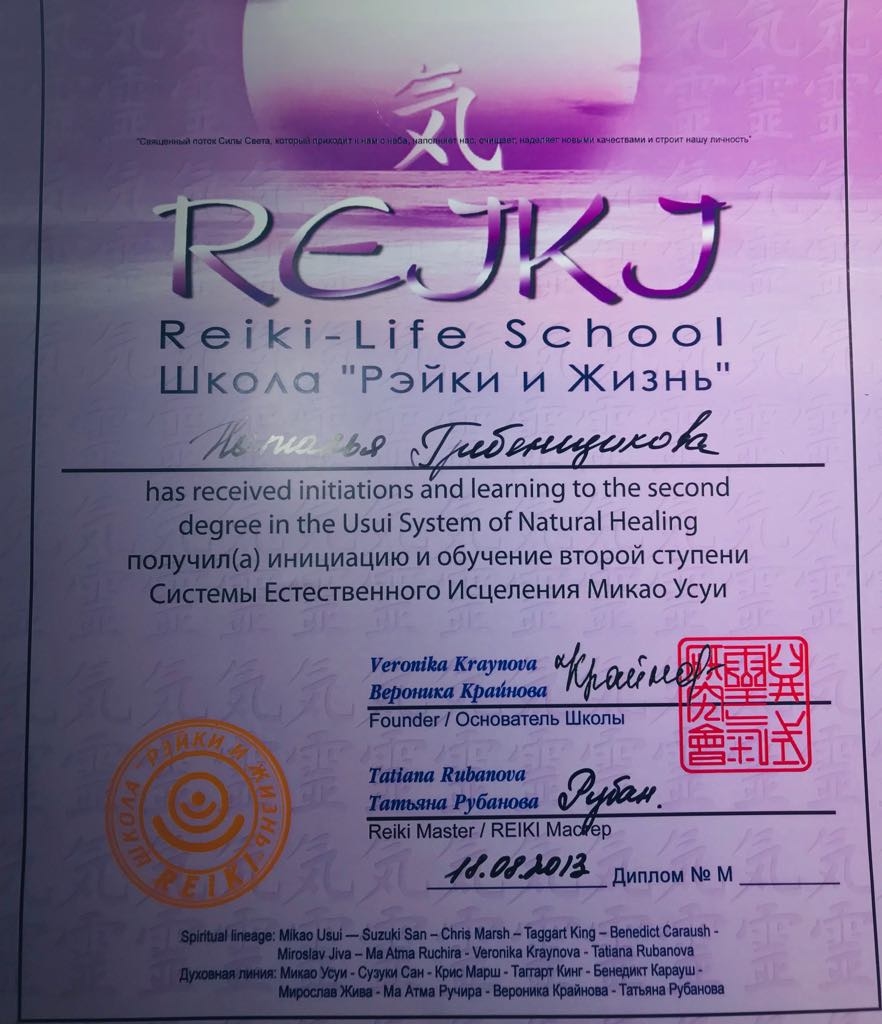 気
"Священный поток Силы Света, который приходит к нам с неба, наполняет нас, очищает, наделяет новыми качествами и строит нашу личность"
REJKJ
Reiki-Life School
Школа "Рэйки и Жизнь"
Наталья Гребенщикова
has received initiations and learning to the second
degree in the Usui System of Natural Healing
получил(а) инициацию и обучение второй ступени
Системы Естественного Исцеления Микао Усуи
Veronika Kraynova
Вероника Крайнова
Founder / Основатель Школы
Tatiana Rubanova
Татьяна Рубанова
Рубан.
Reiki Master / REIKI Мастер
ШКОЛА "РЭЙКИ И ЖИЗНЬ"
REIKI
18.08.2013 Диплом № М
Spiritual lineage: Mikao Usui — Suzuki San – Chris Marsh – Taggart King – Benedict Caraush -
Miroslav Jiva – Ma Atma Ruchira - Veronika Kraynova - Tatiana Rubanova
Духовная линия: Микао Усуи - Сузуки Сан - Крис Марш - Таггарт Кинг - Бенедикт Карауш -
Мирослав Жива - Ма Атма Ручира - Вероника Крайнова - Татьяна Рубанова